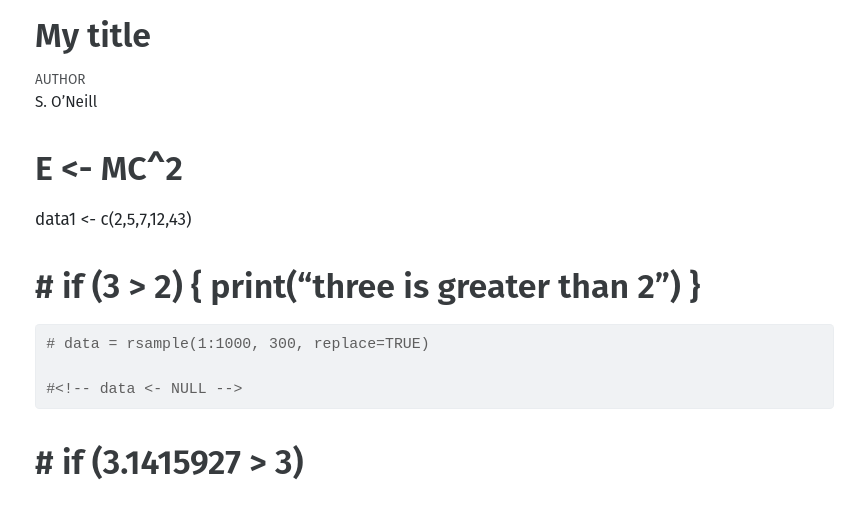 My title
AUTHOR
S. O’Neill
E <- MC^2
data1 <- c(2,5,7,12,43)
# if (3 > 2) { print(“three is greater than 2”) }
# data = rsample(1:1000, 300, replace=TRUE)
#<!-- data <- NULL -->
# if (3.1415927 > 3)